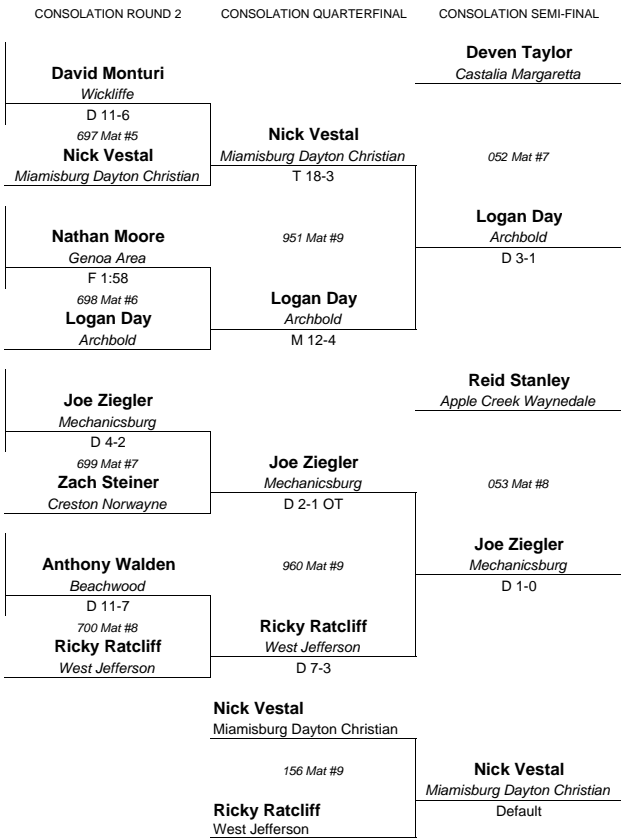 CONSOLATION ROUND 2
CONSOLATION QUARTERFINAL
CONSOLATION SEMI-FINAL
David Monturi
Wickliffe
D 11-6
697 Mat #5
Nick Vestal
Miamisburg Dayton Christian
Nathan Moore
Genoa Area
F 1:58
698 Mat #6
Logan Day
Archbold
Joe Ziegler
Mechanicsburg
D 4-2
699 Mat #7
Zach Steiner
Creston Norwayne
Anthony Walden
Beachwood
D 11-7
700 Mat #8
Ricky Ratcliff
West Jefferson
Nick Vestal
Miamisburg Dayton Christian
T 18-3
951 Mat #9
Logan Day
Archbold
M 12-4
Joe Ziegler
Mechanicsburg
D 2-1 OT
960 Mat #9
Ricky Ratcliff
West Jefferson
D 7-3
Deven Taylor
Castalia Margaretta
052 Mat #7
Logan Day
Archbold
D 3-1
Reid Stanley
Apple Creek Waynedale
053 Mat #8
Joe Ziegler
Mechanicsburg
D 1-0
Nick Vestal
Miamisburg Dayton Christian
156 Mat #9
Ricky Ratcliff
West Jefferson
Nick Vestal
Miamisburg Dayton Christian
Default